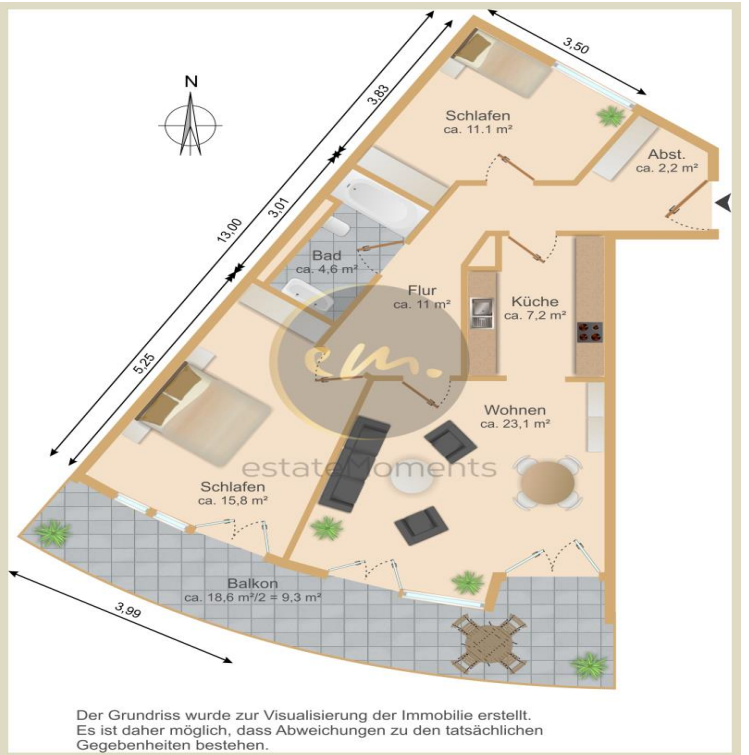 3,50
N
3,83
Schlafen
ca. 11.1 m²
Abst.
ca. 2,2 m²
13,00
3,01
Bad
ca. 4,6 m²
Flur
ca. 11 m²
Küche
ca. 7,2 m²
em.
5,25
Wohnen
ca. 23,1 m²
estateMoments
Schlafen
ca. 15,8 m²
Balkon
ca. 18,6 m²/2 = 9,3 m²
3,99
Der Grundriss wurde zur Visualisierung der Immobilie erstellt.
Es ist daher möglich, dass Abweichungen zu den tatsächlichen
Gegebenheiten bestehen.